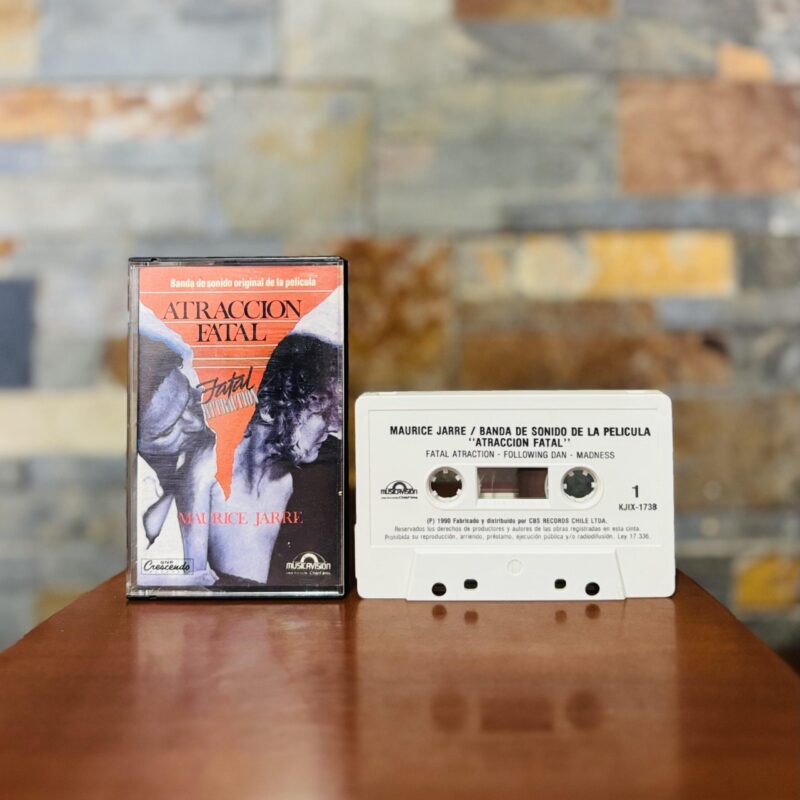 Banda de sonido original de la película
ATRACCION
FATAL
Fatal
ATTRACTION
MAURICE JARRE
Crescendo
MUSICAVISION
MAURICE JARRE / BANDA DE SONIDO DE LA PELICULA
"ATRACCION FATAL"
FATAL ATRACTION - FOLLOWING DAN - MADNESS
MUSICAVISION
1
KJIX-1738
(P) 1990 Fabricado y distribuido por CBS RECORDS CHILE LTDA.
Reservados los derechos de productores y autores de las obras registradas en esta cinta.
Prohibida su reproducción, arriendo, préstamo, ejecución pública y/o radiodifusión. Ley 17.336.